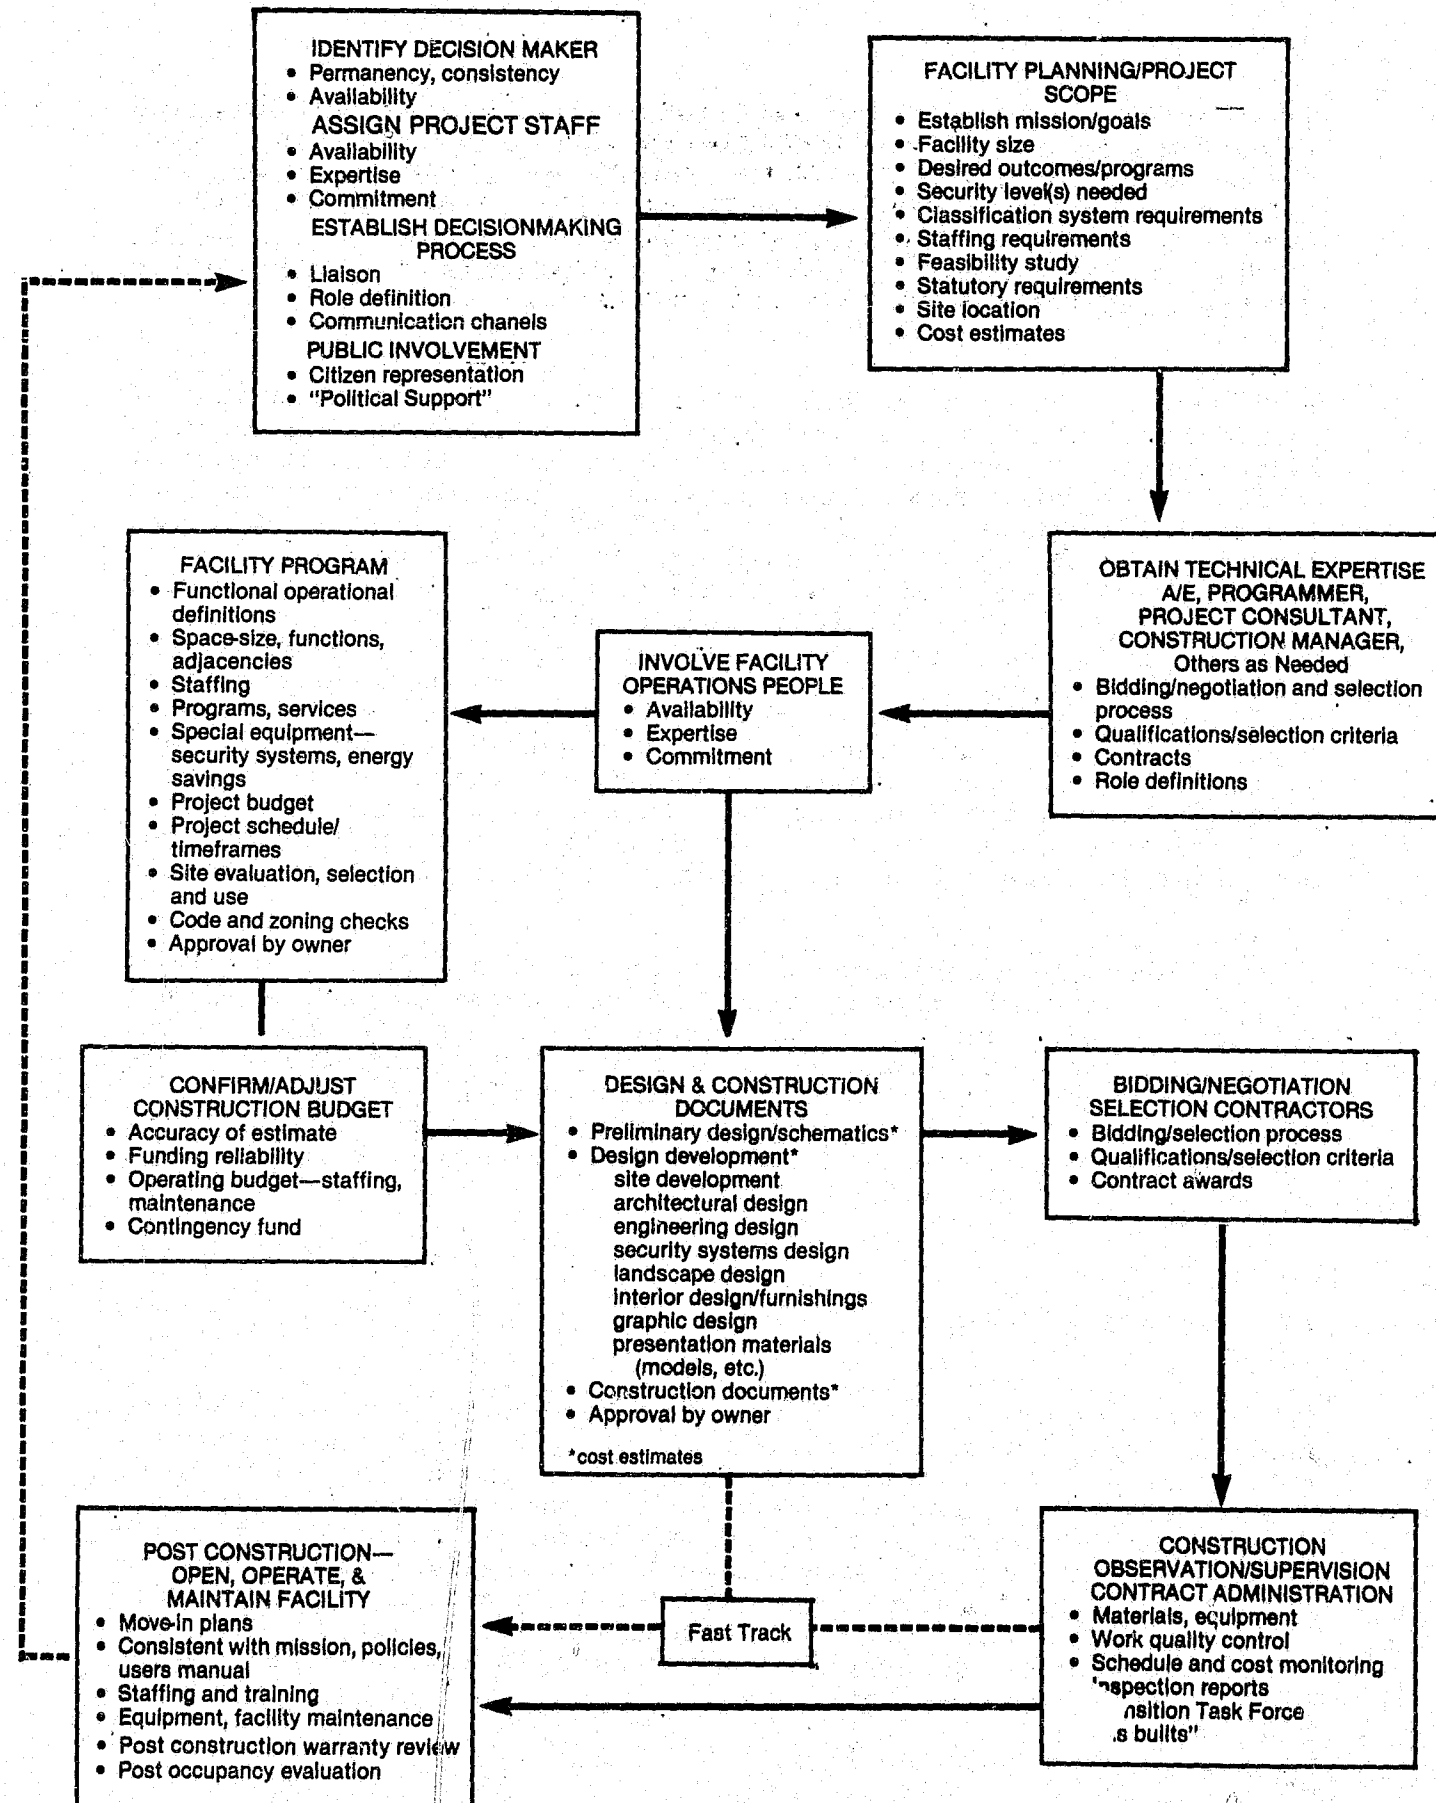 IDENTIFY DECISION MAKER
• Permanency, consistency
• Availability
ASSIGN PROJECT STAFF
• Availability
• Expertise
• Commitment
ESTABLISH DECISIONMAKING
PROCESS
• Liaison
• Role definition
• Communication chanels
PUBLIC INVOLVEMENT
• Citizen representation
• "Political Support"
FACILITY PLANNING/PROJECT
SCOPE
• Establish mission/goals
• Facility size
• Desired outcomes/programs
• Security level(s) needed
• Classification system requirements
• Staffing requirements
• Feasibility study
• Statutory requirements
• Site location
• Cost estimates
OBTAIN TECHNICAL EXPERTISE
A/E, PROGRAMMER,
PROJECT CONSULTANT,
CONSTRUCTION MANAGER,
Others as Needed
• Bidding/negotiation and selection
process
• Qualifications/selection criteria
• Contracts
• Role definitions
INVOLVE FACILITY
OPERATIONS PEOPLE
• Availability
• Expertise
• Commitment
FACILITY PROGRAM
• Functional operational
definitions
• Space-size, functions,
adjacencies
• Staffing
• Programs, services
• Special equipment—
security systems, energy
savings
• Project budget
• Project schedule/
timeframes
• Site evaluation, selection
and use
• Code and zoning checks
• Approval by owner
CONFIRM/ADJUST
CONSTRUCTION BUDGET
• Accuracy of estimate
• Funding reliability
• Operating budget—staffing,
maintenance
• Contingency fund
DESIGN & CONSTRUCTION
DOCUMENTS
• Preliminary design/schematics*
• Design development*
site development
architectural design
engineering design
security systems design
landscape design
interior design/furnishings
graphic design
presentation materials
(models, etc.)
• Construction documents*
• Approval by owner
*cost estimates
BIDDING/NEGOTIATION
SELECTION CONTRACTORS
• Bidding/selection process
• Qualifications/selection criteria
• Contract awards
CONSTRUCTION
OBSERVATION/SUPERVISION
CONTRACT ADMINISTRATION
• Materials, equipment
• Work quality control
• Schedule and cost monitoring
reports
Task Force
builts"
Fast Track
POST CONSTRUCTION—
OPEN, OPERATE, &
MAINTAIN FACILITY
• Move-in plans
• Consistent with mission, policies,
users manual
• Staffing and training
• Equipment, facility maintenance
• Post construction warranty review
• Post occupancy evaluation